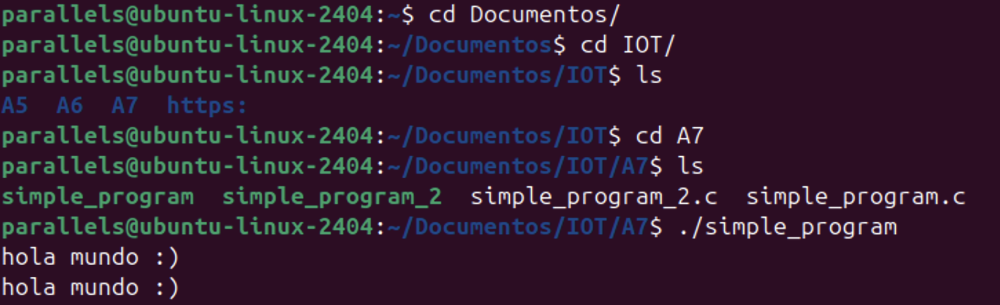 parallels@ubuntu-linux-2404:~$ cd Documentos/
parallels@ubuntu-linux-2404:~/Documentos$ cd IOT/
parallels@ubuntu-linux-2404:~/Documentos/IOT$ ls
A5  A6  A7  https:
parallels@ubuntu-linux-2404:~/Documentos/IOT$ cd A7
parallels@ubuntu-linux-2404:~/Documentos/IOT/A7$ ls
simple_program  simple_program_2  simple_program_2.c  simple_program.c
parallels@ubuntu-linux-2404:~/Documentos/IOT/A7$ ./simple_program
hola mundo :)
hola mundo :)